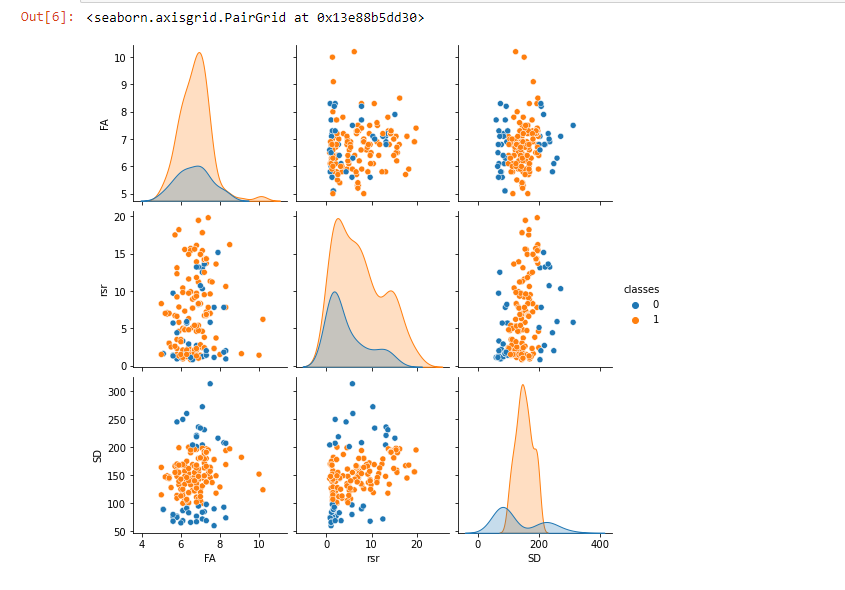 Out[6]: <seaborn.axisgrid.PairGrid at 0x13e88b5dd30>
10
9
8
7
6
5
FA
20
15
10
5
0
rsr
classes
0
1
300
250
200
150
100
50
SD
4 6 8 10
FA
0 10 20
rsr
0 200 400
SD